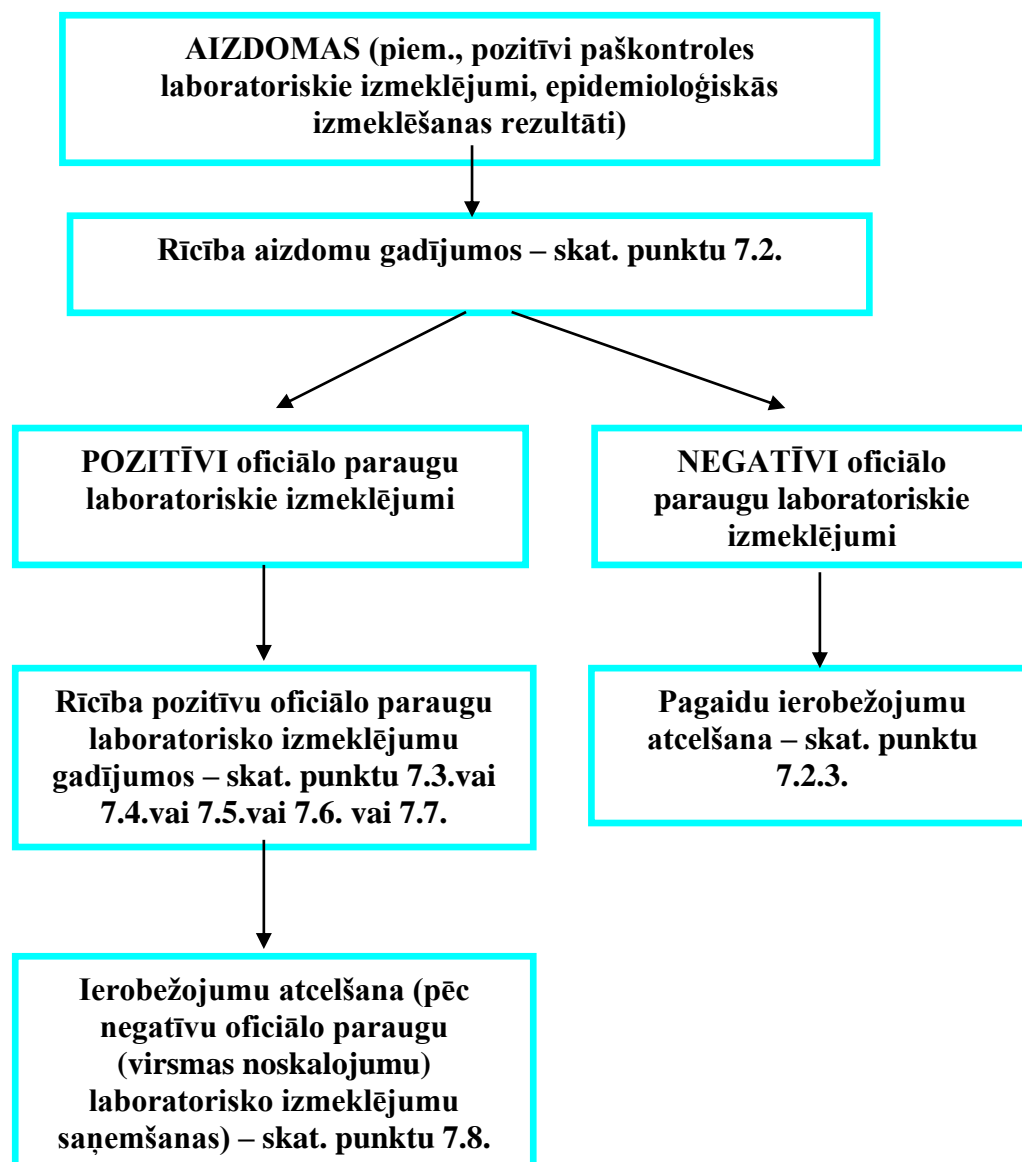 AIZDOMAS (piem., pozitīvi paškontroles
laboratoriskie izmeklējumi, epidemioloģiskās
izmeklēšanas rezultāti)
Rīcība aizdomu gadījumos – skat. punktu 7.2.
POZITĪVI oficiālo paraugu
laboratoriskie izmeklējumi
NEGATĪVI oficiālo
paraugu laboratoriskie
izmeklējumi
Rīcība pozitīvu oficiālo paraugu
laboratorisko izmeklējumu
gadījumos – skat. punktu 7.3.vai
7.4.vai 7.5.vai 7.6. vai 7.7.
Pagaidu ierobežojumu
atcelšana – skat. punktu
7.2.3.
Ierobežojumu atcelšana (pēc
negatīvu oficiālo paraugu
(virsmas noskalojumu)
laboratorisko izmeklējumu
saņemšanas) – skat. punktu 7.8.